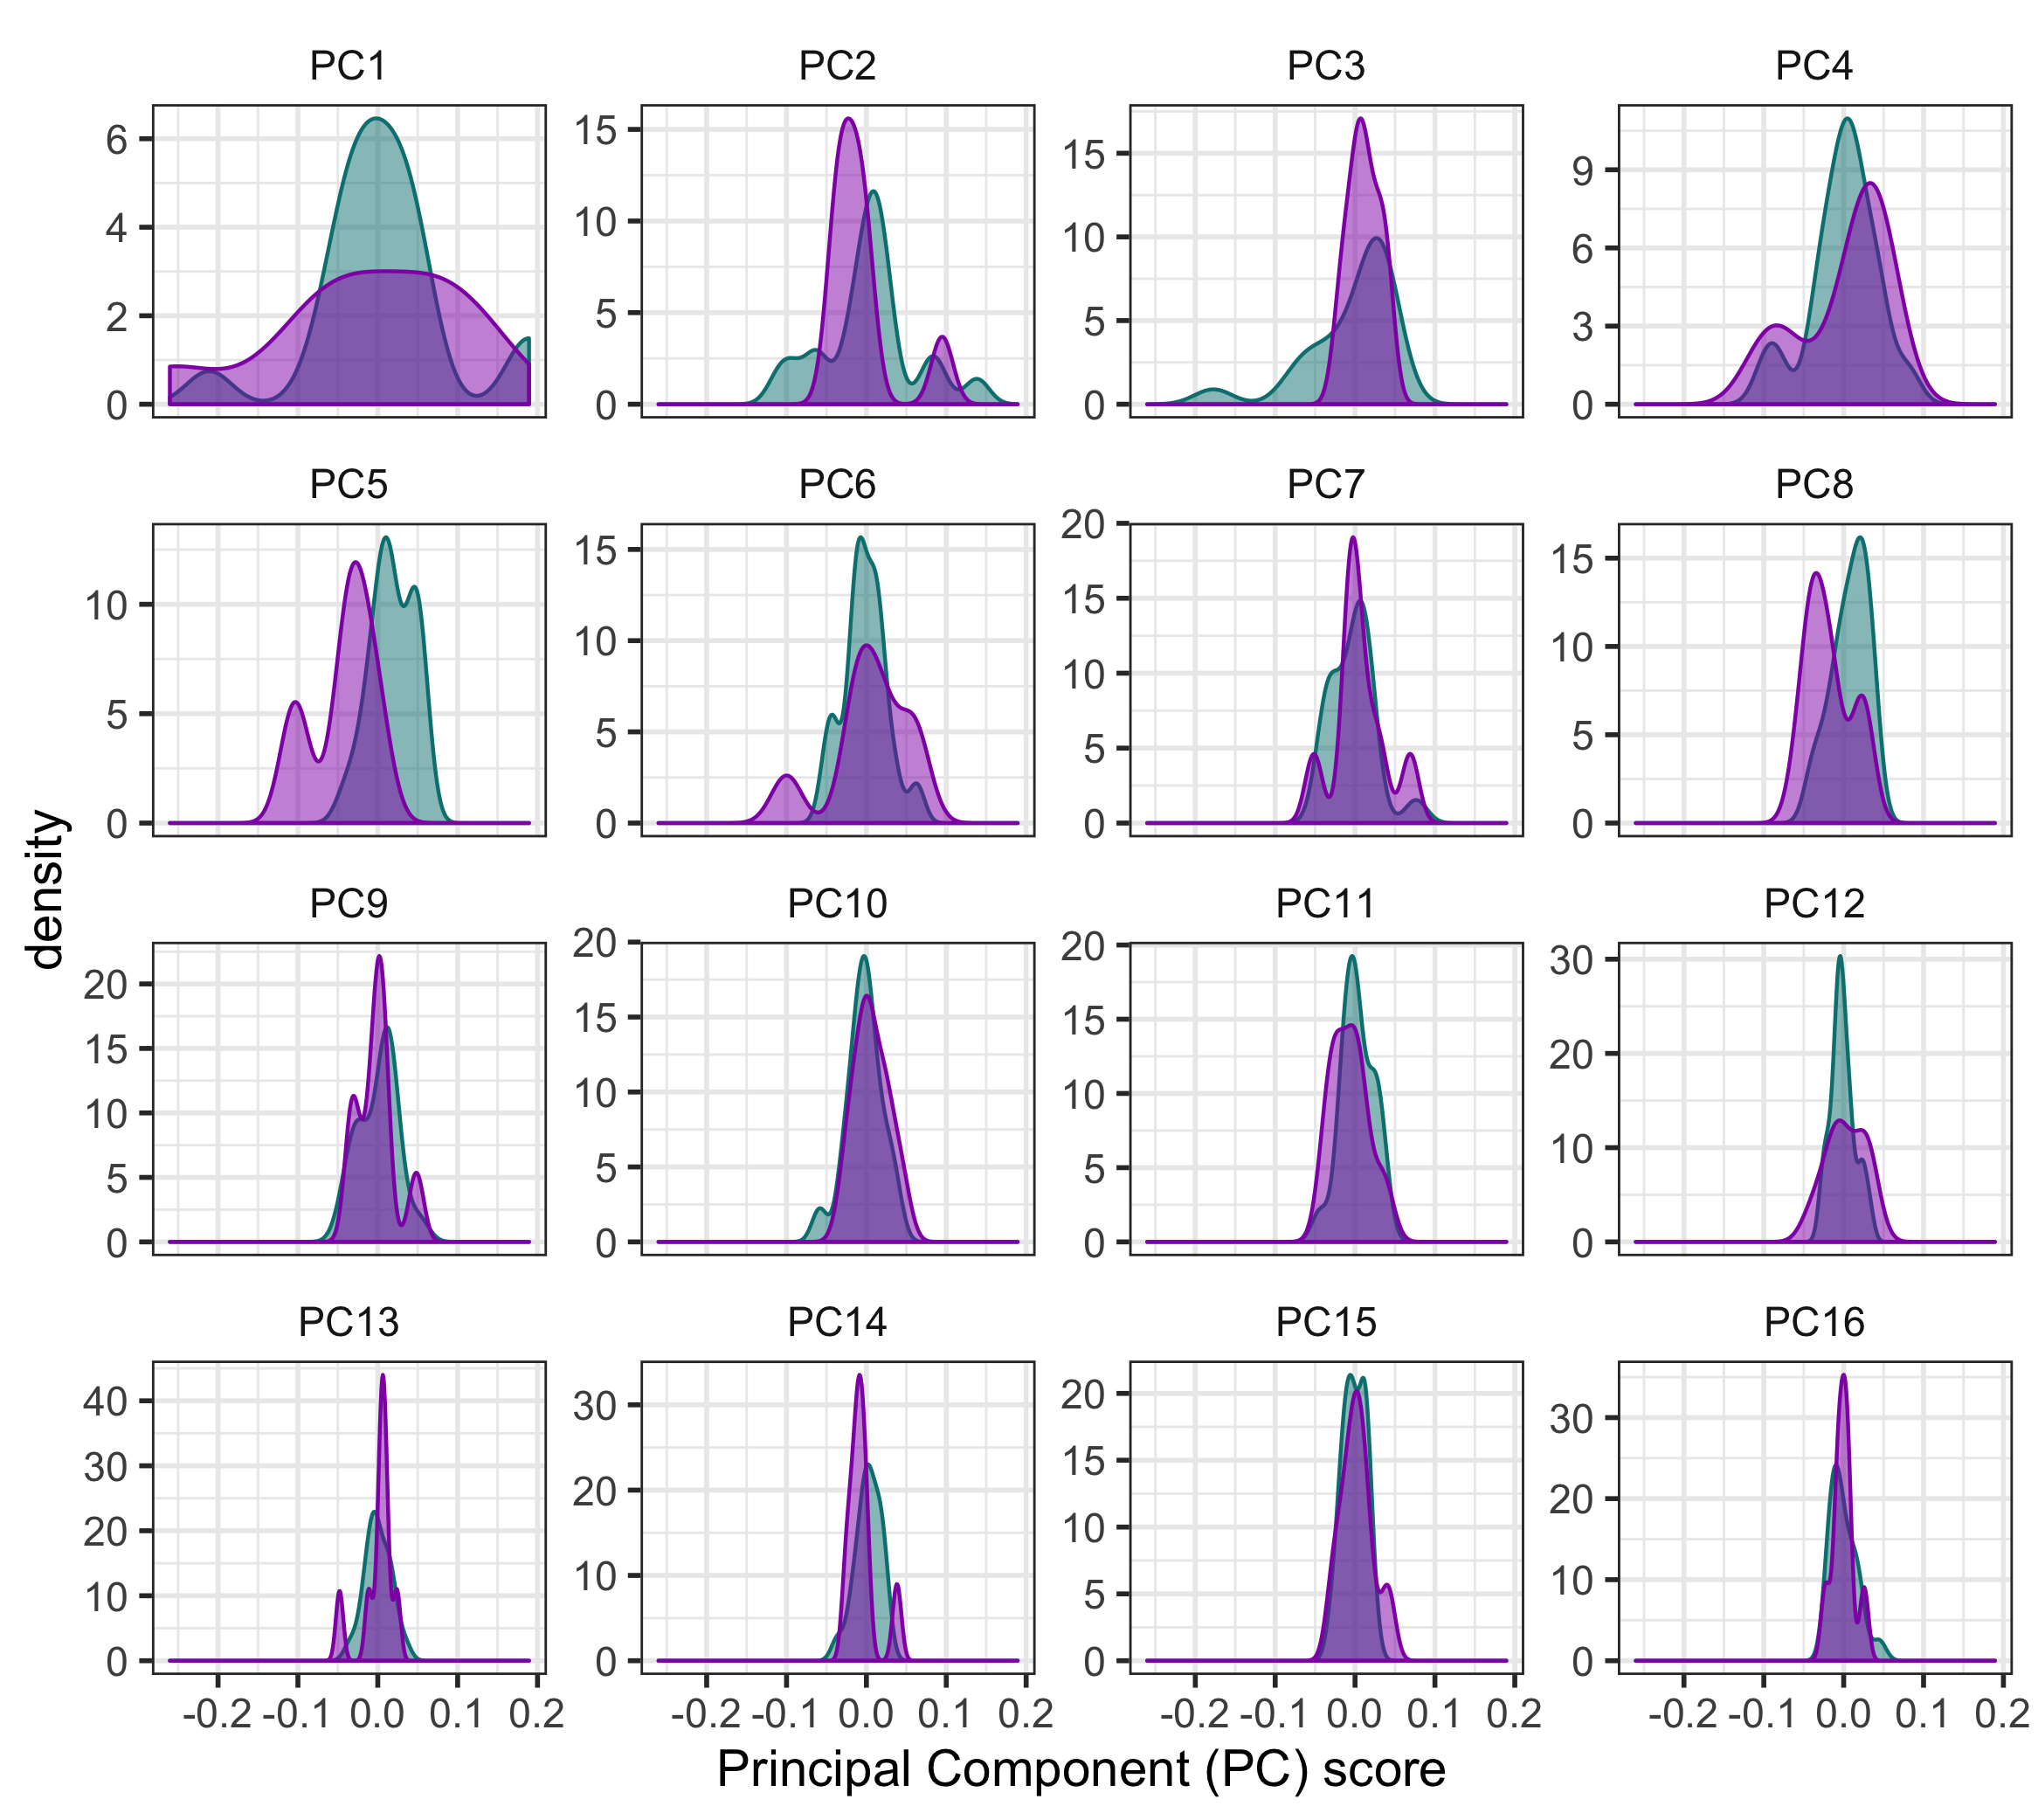 PC1 PC2 PC3 PC4
6 4 2 0
15 10 5 0
15 10 5 0
9 6 3 0
PC5 PC6 PC7 PC8
10 5 0
15 10 5 0
20 15 10 5 0
15 10 5 0
density
PC9 PC10 PC11 PC12
20 15 10 5 0
20 15 10 5 0
20 15 10 5 0
30 20 10 0
PC13 PC14 PC15 PC16
40 30 20 10 0
30 20 10 0
20 15 10 5 0
30 20 10 0
-0.2 -0.1 0.0 0.1 0.2 -0.2 -0.1 0.0 0.1 0.2 -0.2 -0.1 0.0 0.1 0.2 -0.2 -0.1 0.0 0.1 0.2
Principal Component (PC) score